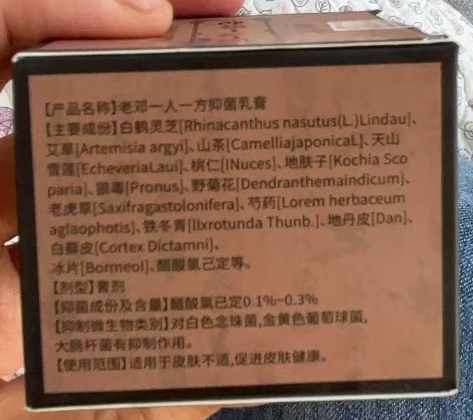 【产品名称】老邓一人一方抑菌乳膏
【主要成份】白鹤灵芝[Rhinacanthus nasutus(L.)Lindau]、
艾草[Artemisia argyi]、山茶[CamelliajaponicaL]、天山
雪莲[EcheveriaLaui]、桃仁[INuces]、地肤子[Kochia Sco
paria]、狼毒[Pronus]、野菊花[Dendranthemaindicum]、
老虎草[Saxifragastolonifera]、芍药[Lorem herbaceum
aglaophotis]、铁冬青[Ilxrotunda Thunb.]、地丹皮[Dan]、
白藓皮[Cortex Dictamni]、
冰片[Bormeol]、醋酸氯己定等。
【剂型】膏剂
【抑菌成份及含量】醋酸氯已定0.1%~0.3%
【抑制微生物类别】对白色念珠菌,金黄色葡萄球菌,
大肠杆菌有抑制作用。
【使用范围】适用于皮肤不适,促进皮肤健康。